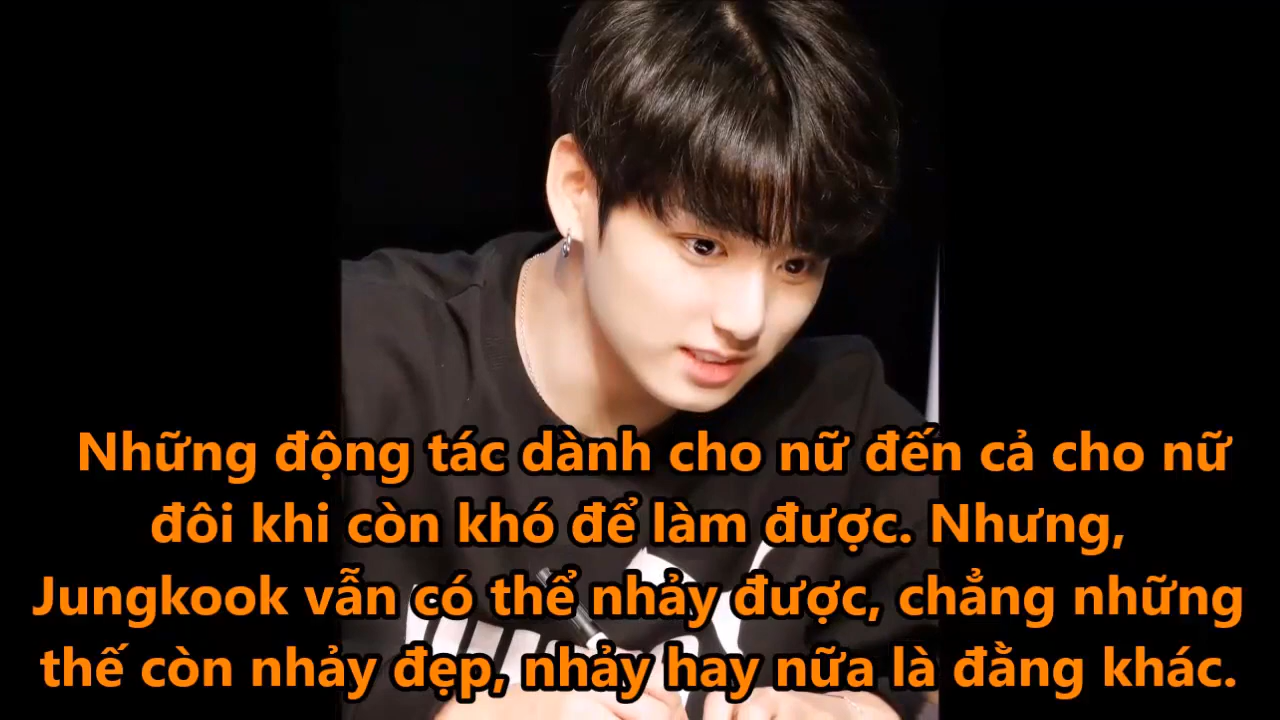 Những động tác dành cho nữ đến cả cho nữ
đôi khi còn khó để làm được. Nhưng,
Jungkook vẫn có thể nhảy được, chẳng những
thế còn nhảy đẹp, nhảy hay nữa là đằng khác.